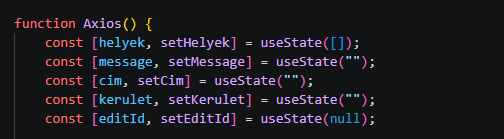 function Axios() {
const [helyek, setHelyek] = useState([]);
const [message, setMessage] = useState("");
const [cim, setCim] = useState("");
const [kerulet, setKerulet] = useState("");
const [editId, setEditId] = useState(null);